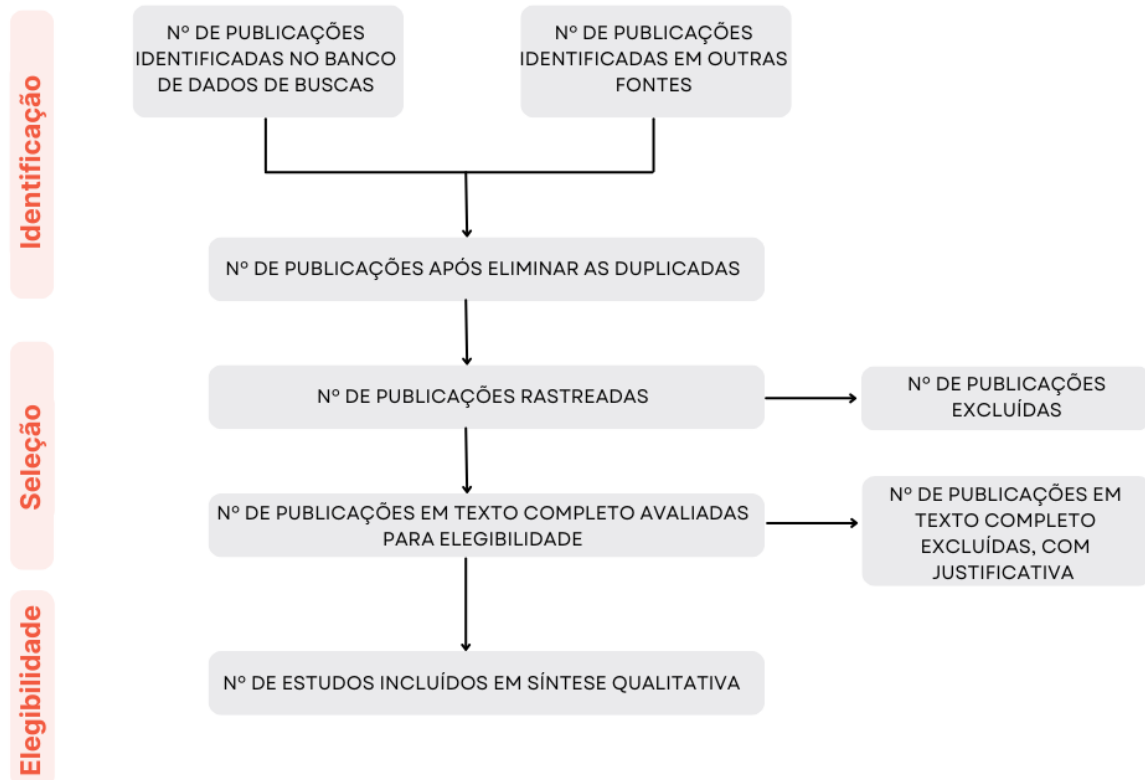 Identificação
Nº DE PUBLICAÇÕES
IDENTIFICADAS NO BANCO
DE DADOS DE BUSCAS
Nº DE PUBLICAÇÕES
IDENTIFICADAS EM OUTRAS
FONTES
Nº DE PUBLICAÇÕES APÓS ELIMINAR AS DUPLICADAS
Seleção
Nº DE PUBLICAÇÕES RASTREADAS
Nº DE PUBLICAÇÕES
EXCLUÍDAS
Nº DE PUBLICAÇÕES EM TEXTO COMPLETO AVALIADAS
PARA ELEGIBILIDADE
Nº DE PUBLICAÇÕES EM
TEXTO COMPLETO
EXCLUÍDAS, COM
JUSTIFICATIVA
Elegibilidade
Nº DE ESTUDOS INCLUÍDOS EM SÍNTESE QUALITATIVA